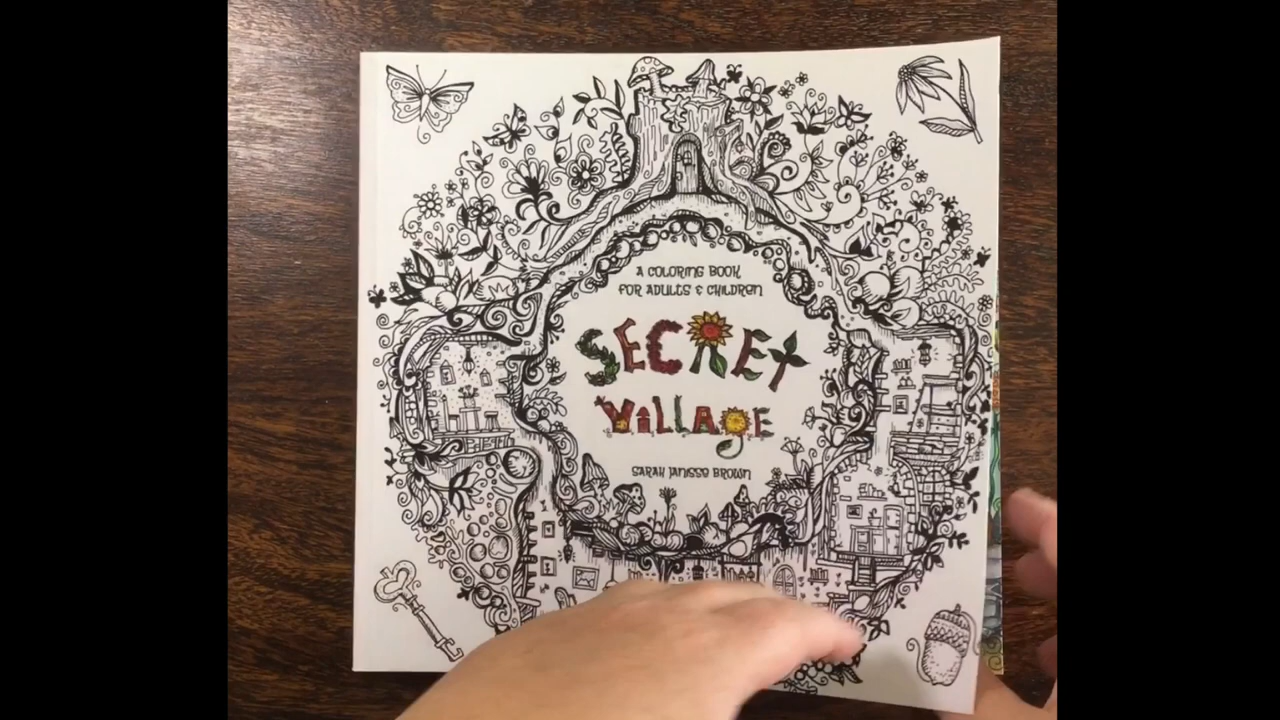 A COLORING BOOK
FOR ADULTS & CHILDREN
SECRET
VILLAGE
SARAH JANISSE BROWN